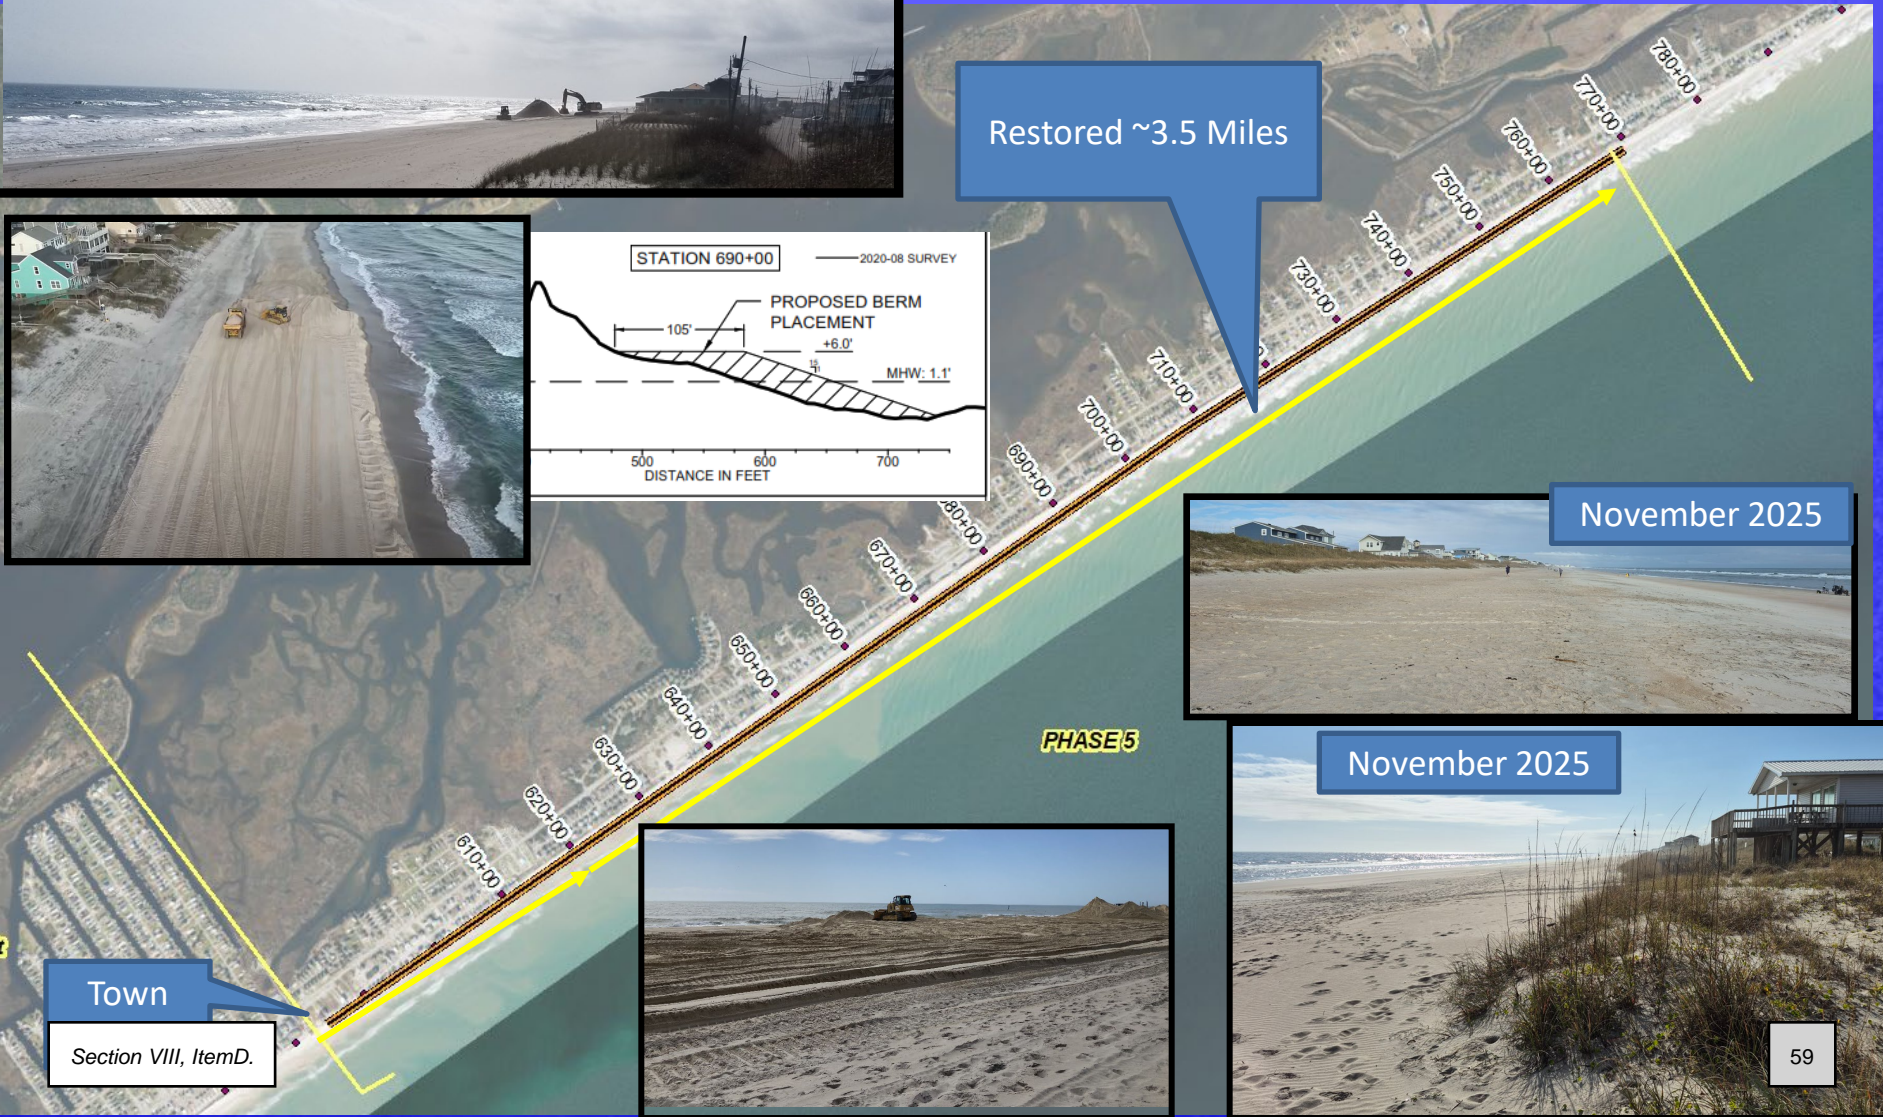 Restored ~3.5 Miles
780+00
770+00
760+00
750+00
740+00
730+00
710+00
700+00
690+00
80+00
670+00
660+00
650+00
640+00
630+00
620+00
610+00
STATION 690+00
2020-08 SURVEY
PROPOSED BERM
PLACEMENT
105'
+6.0'
15
1
MHW: 1.1'
500
600
700
DISTANCE IN FEET
November 2025
PHASE 5
November 2025
Town
Section VIII, ItemD.
59